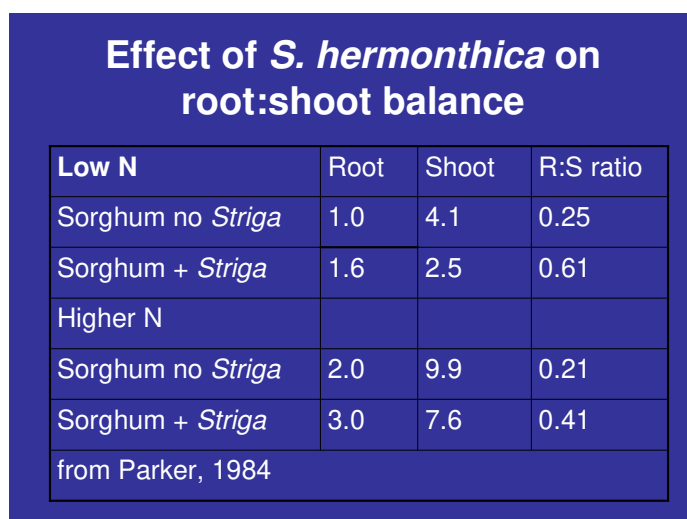 Effect of S. hermonthica on
root:shoot balance
Low N Root Shoot R:S ratio
Sorghum no Striga 1.0 4.1 0.25
Sorghum + Striga 1.6 2.5 0.61
Higher N
Sorghum no Striga 2.0 9.9 0.21
Sorghum + Striga 3.0 7.6 0.41
from Parker, 1984